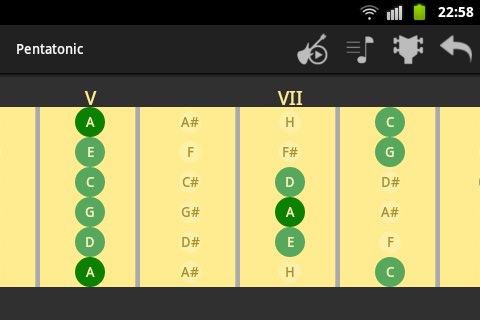 22:58
Pentatonic
V VII
A A# H C
E F F# G
C C# D D#
G G# A A#
D D# E F
A A# H C